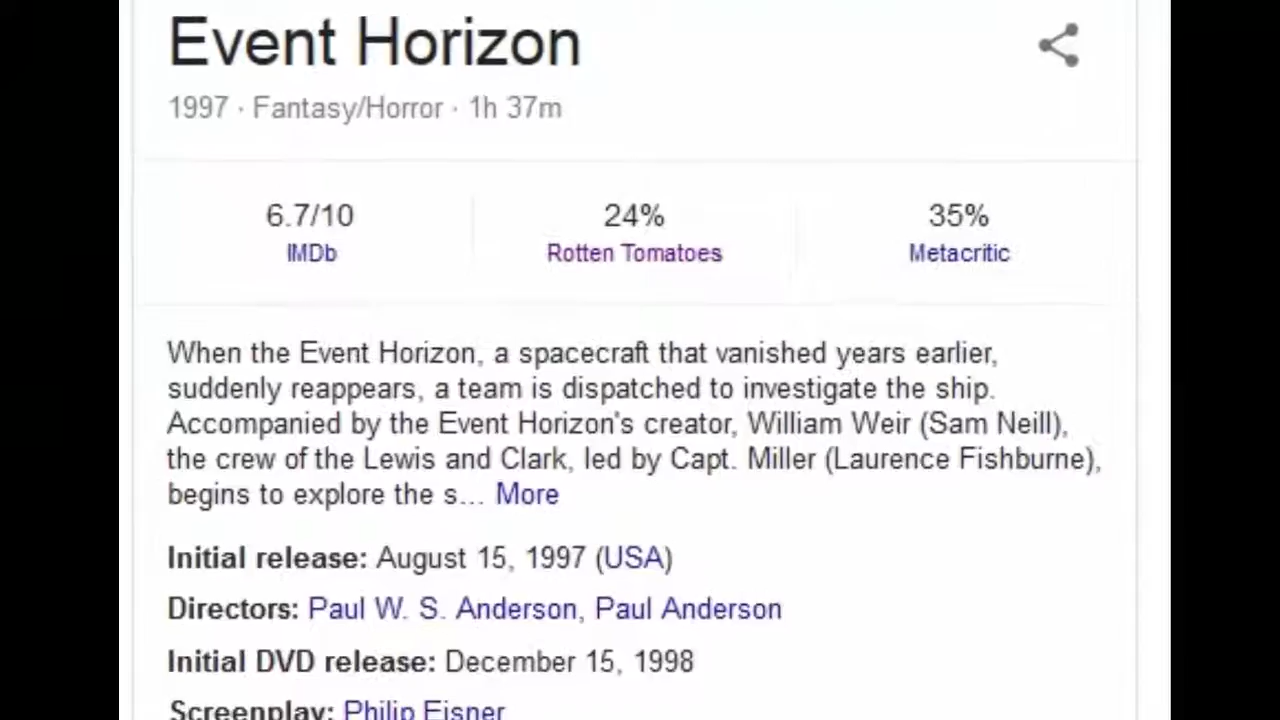 Event Horizon
1997 · Fantasy/Horror · 1h 37m
6.7/10 24% 35%
IMDb Rotten Tomatoes Metacritic
When the Event Horizon, a spacecraft that vanished years earlier,
suddenly reappears, a team is dispatched to investigate the ship.
Accompanied by the Event Horizon's creator, William Weir (Sam Neill),
the crew of the Lewis and Clark, led by Capt. Miller (Laurence Fishburne),
begins to explore the s... More
Initial release: August 15, 1997 (USA)
Directors: Paul W. S. Anderson, Paul Anderson
Initial DVD release: December 15, 1998
Screenplay: Philip Eisner